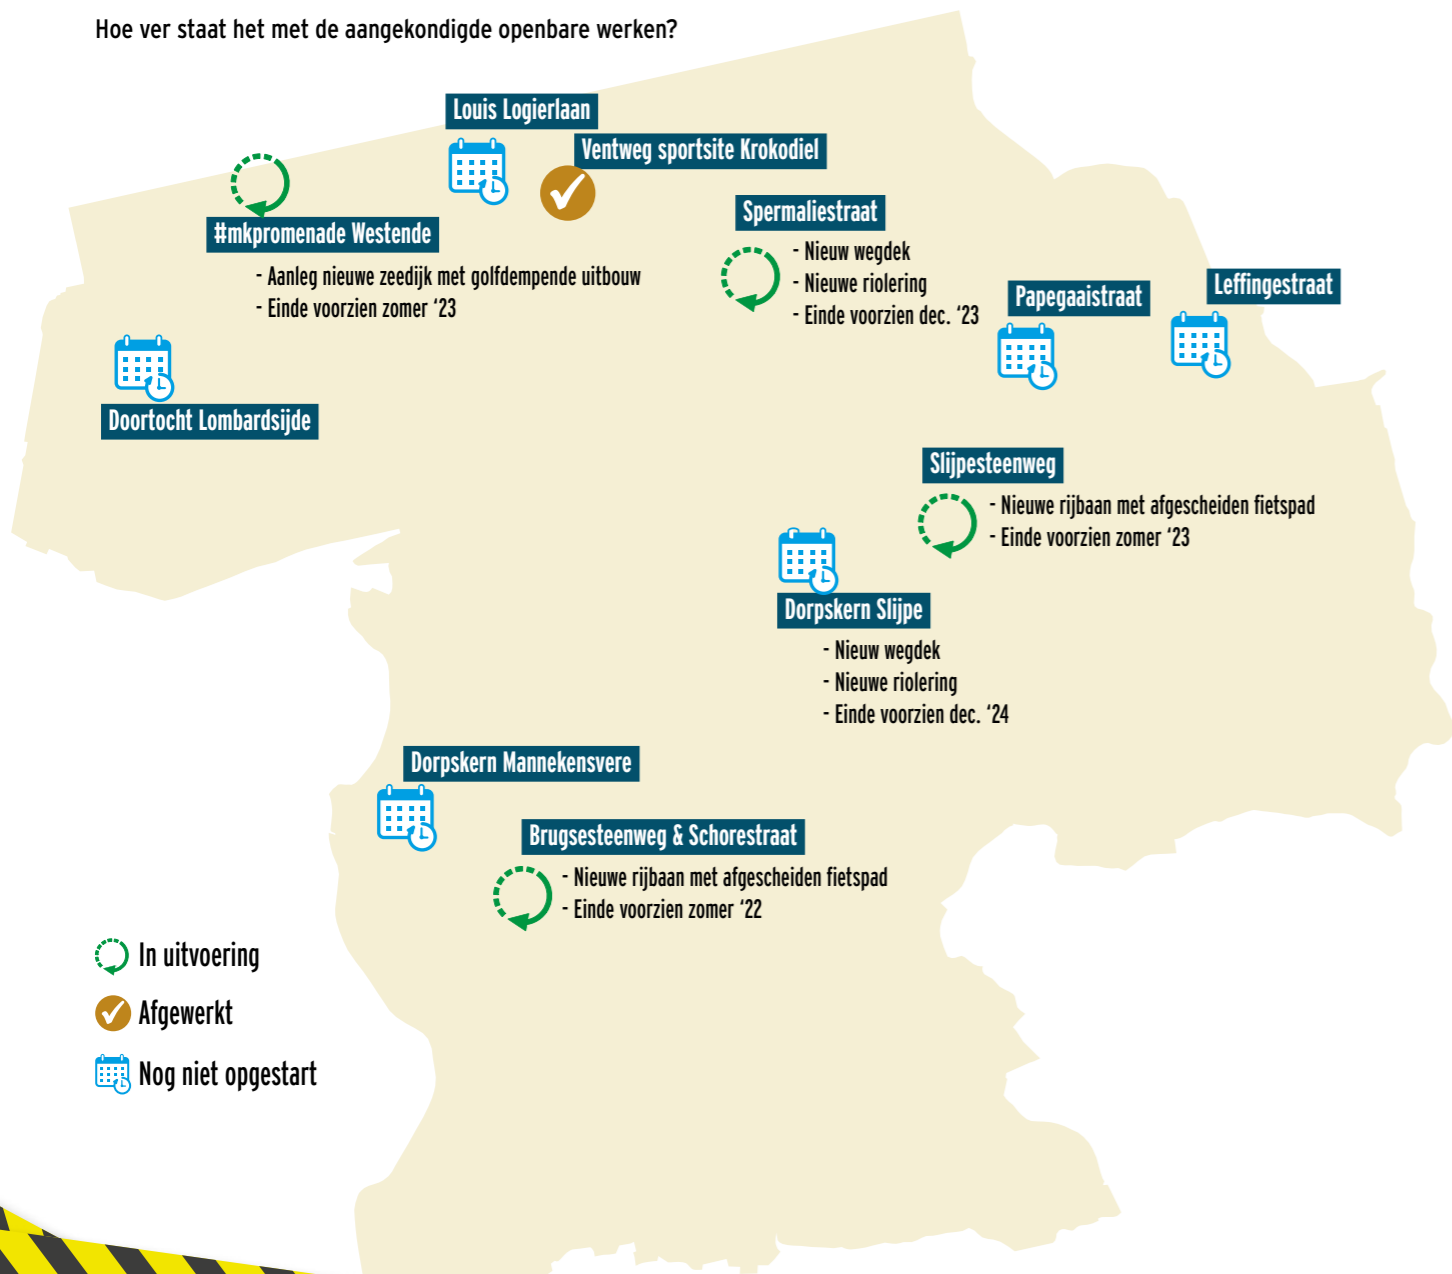 Hoe ver staat het met de aangekondigde openbare werken?
Louis Logierlaan
Ventweg sportsite Krokodiel
#mkpromenade Westende
- Aanleg nieuwe zeedijk met golfdempende uitbouw
- Einde voorzien zomer ‘23
Spermaliestraat
- Nieuw wegdek
- Nieuwe riolering
- Einde voorzien dec. ‘23
Papegaaistraat
Leffingestraat
Doortocht Lombardsijde
Slijpesteenweg
- Nieuwe rijbaan met afgescheiden fietspad
- Einde voorzien zomer ‘23
Dorpskern Slijpe
- Nieuw wegdek
- Nieuwe riolering
- Einde voorzien dec. ‘24
Dorpskern Mannekensvere
Brugsesteenweg & Schorestraat
- Nieuwe rijbaan met afgescheiden fietspad
- Einde voorzien zomer ‘22
In uitvoering
Afgewerkt
Nog niet opgestart